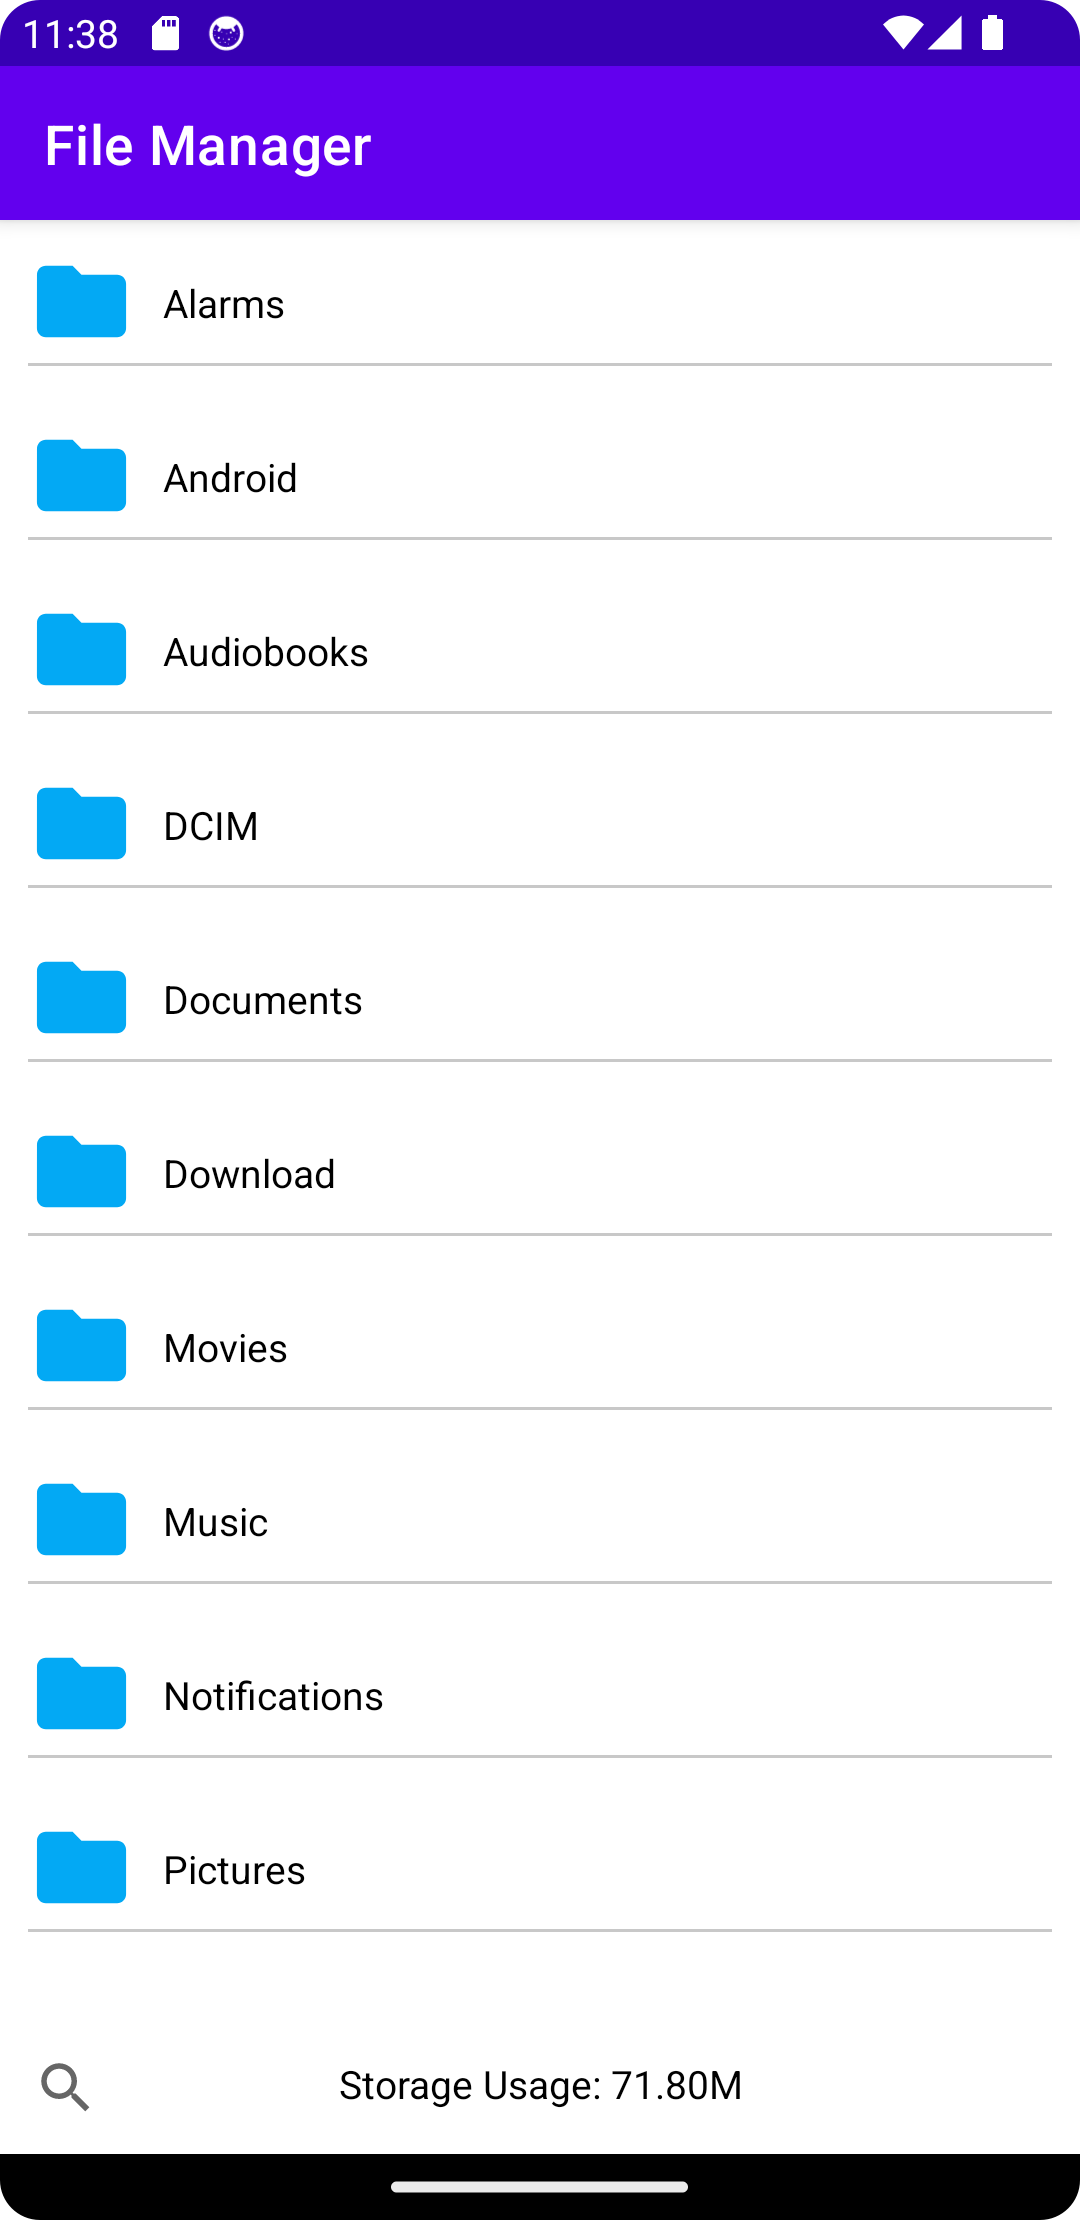 11:38
File Manager
Alarms
Android
Audiobooks
DCIM
Documents
Download
Movies
Music
Notifications
Pictures
Storage Usage: 71.80M